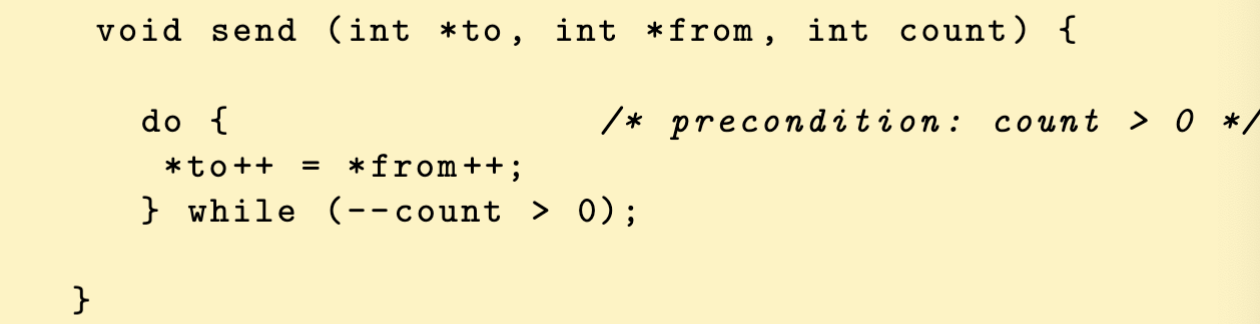 void send (int *to, int *from, int count) {
do { /* precondition: count > 0 */
*to++ = *from++;
} while (--count > 0);
}